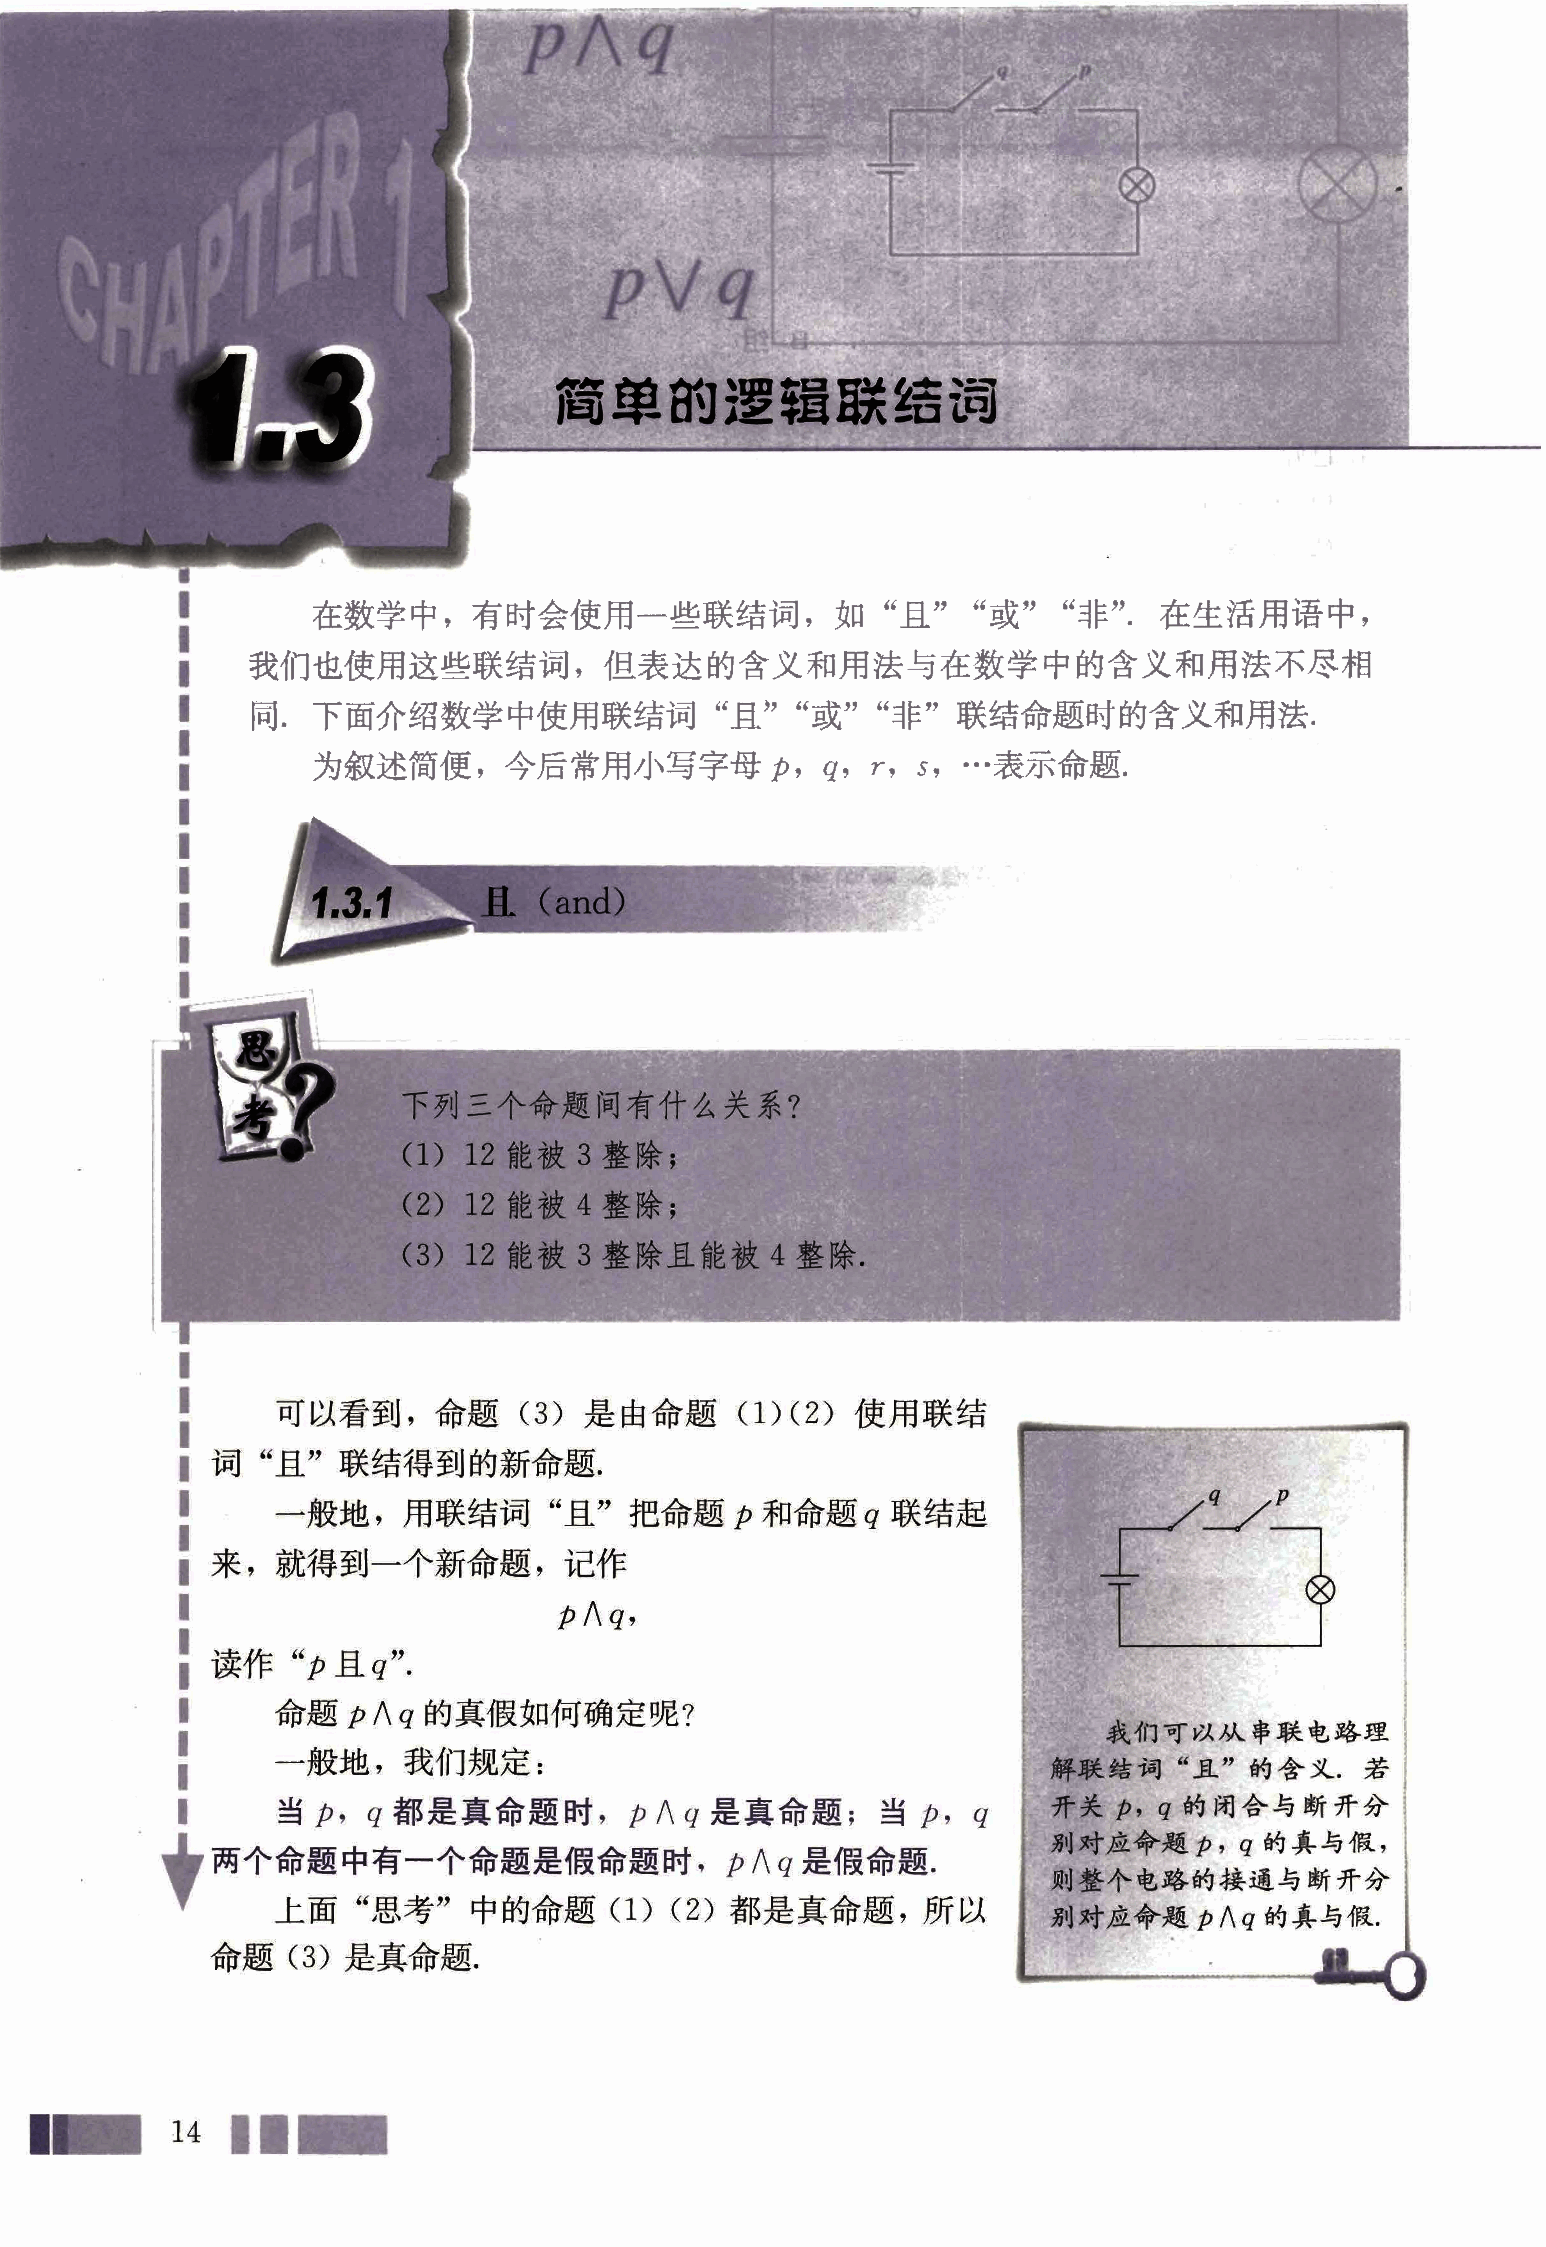 p∧q
q p
p∨q
CHAPTER 1
1.3
简单的逻辑联结词
在数学中，有时会使用一些联结词，如“且”“或”“非”．在生活用语中，
我们也使用这些联结词，但表达的含义和用法与在数学中的含义和用法不尽相
同．下面介绍数学中使用联结词“且”“或”“非”联结命题时的含义和用法．
为叙述简便，今后常用小写字母 p，q，r，s，…表示命题．
1.3.1 且（and）
思考？
下列三个命题间有什么关系？
（1）12 能被 3 整除；
（2）12 能被 4 整除；
（3）12 能被 3 整除且能被 4 整除．
可以看到，命题（3）是由命题（1）（2）使用联结
词“且”联结得到的新命题．
一般地，用联结词“且”把命题 p 和命题 q 联结起
来，就得到一个新命题，记作
p∧q，
读作“p 且 q”．
命题 p∧q 的真假如何确定呢？
一般地，我们规定：
当 p，q 都是真命题时，p∧q 是真命题；当 p，q
两个命题中有一个命题是假命题时，p∧q 是假命题．
上面“思考”中的命题（1）（2）都是真命题，所以
命题（3）是真命题．
q p
我们可以从串联电路理
解联结词“且”的含义．若
开关 p，q 的闭合与断开分
别对应命题 p，q 的真与假，
则整个电路的接通与断开分
别对应命题 p∧q 的真与假．
14